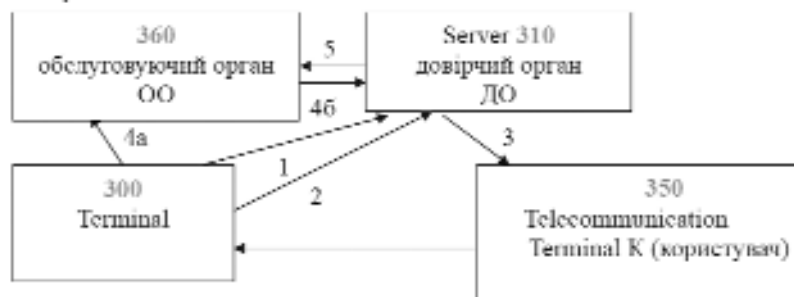 360
обслуговуючий орган
ОО
5
Server 310
довірчий орган
ДО
4б
4а
1
2
3
300
Terminal
350
Telecommunication
Terminal К (користувач)